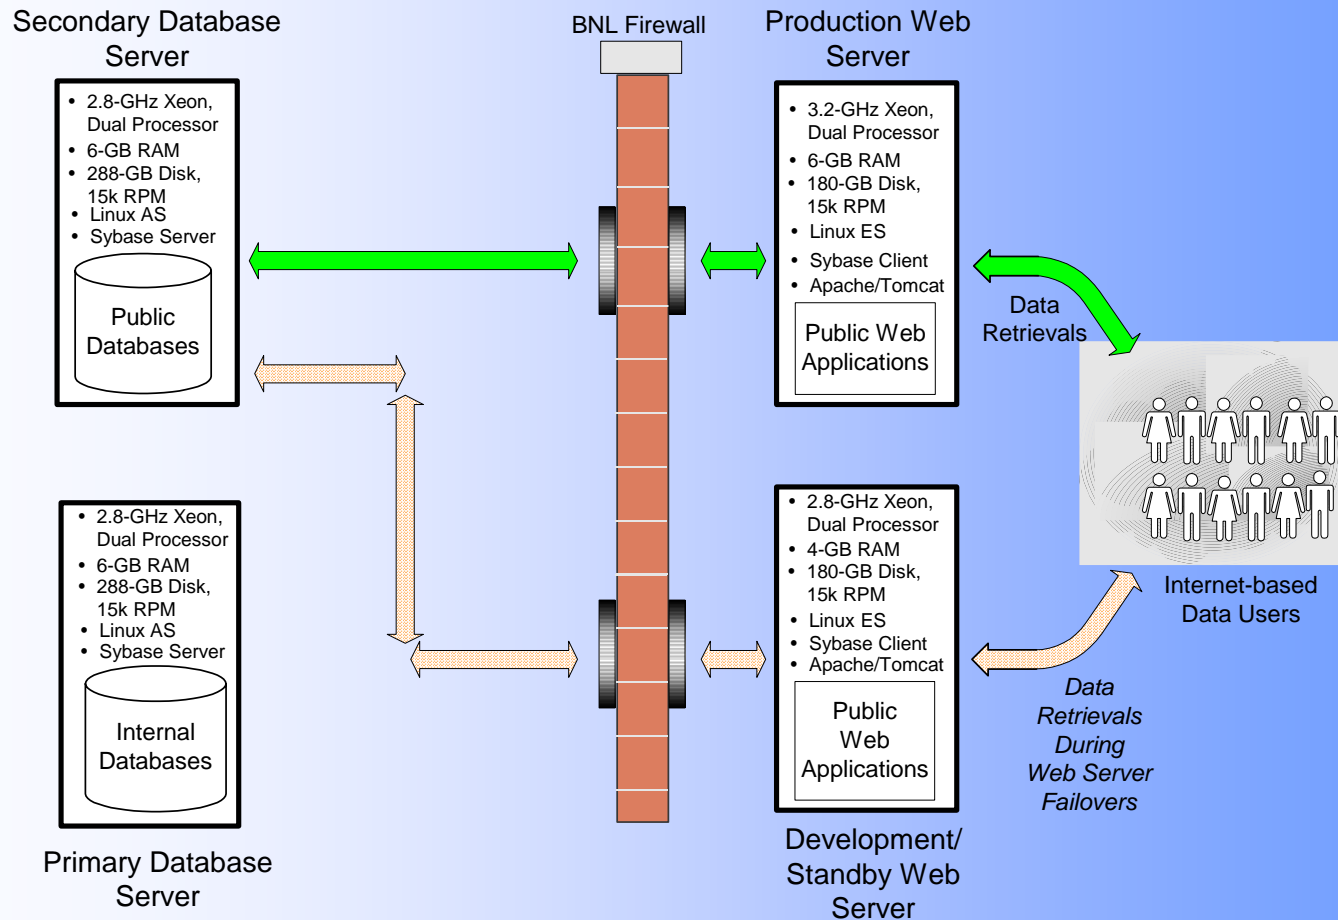 Secondary Database
Server
• 2.8-GHz Xeon,
Dual Processor
• 6-GB RAM
• 288-GB Disk,
15k RPM
• Linux AS
• Sybase Server
Public
Databases
BNL Firewall
Production Web
Server
• 3.2-GHz Xeon,
Dual Processor
• 6-GB RAM
• 180-GB Disk,
15k RPM
• Linux ES
• Sybase Client
• Apache/Tomcat
Public Web
Applications
Data
Retrievals
Internet-based
Data Users
• 2.8-GHz Xeon,
Dual Processor
• 6-GB RAM
• 288-GB Disk,
15k RPM
• Linux AS
• Sybase Server
Internal
Databases
Primary Database
Server
• 2.8-GHz Xeon,
Dual Processor
• 4-GB RAM
• 180-GB Disk,
15k RPM
• Linux ES
• Sybase Client
• Apache/Tomcat
Public
Web
Applications
Development/
Standby Web
Server
Data
Retrievals
During
Web Server
Failovers